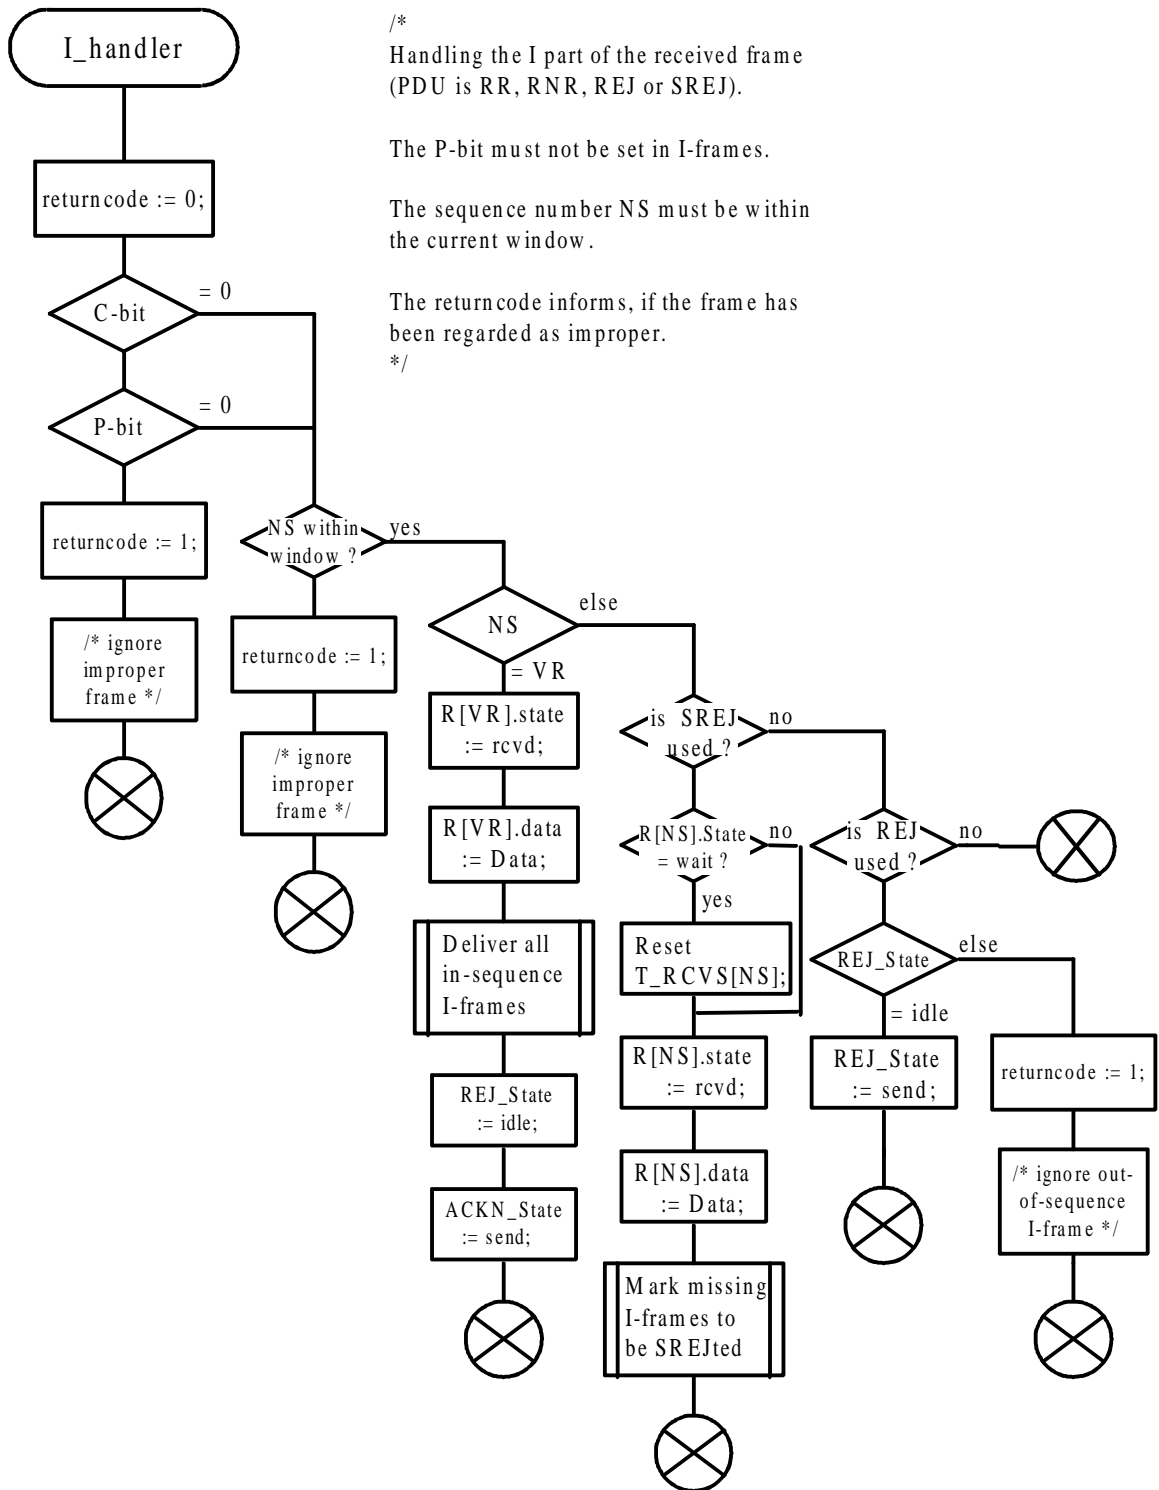 I_handler
/*
Handling the I part of the received frame
(PDU is RR, RNR, REJ or SREJ).
The P-bit must not be set in I-frames.
The sequence number NS must be within
the current window.
The returncode informs, if the frame has
been regarded as improper.
*/
returncode := 0;
C-bit
= 0
P-bit
= 0
returncode := 1;
/* ignore
improper
frame */
NS within
window ?
yes
returncode := 1;
/* ignore
improper
frame */
NS
else
= VR
R[VR].state
:= rcvd;
R[VR].data
:= Data;
Deliver all
in-sequence
I-frames
REJ_State
:= idle;
ACKN_State
:= send;
is SREJ
used ?
no
R[NS].State
= wait ?
no
yes
Reset
T_RCVS[NS];
R[NS].state
:= rcvd;
R[NS].data
:= Data;
Mark missing
I-frames to
be SREJted
is REJ
used ?
no
REJ_State
else
= idle
REJ_State
:= send;
returncode := 1;
/* ignore out-
of-sequence
I-frame */